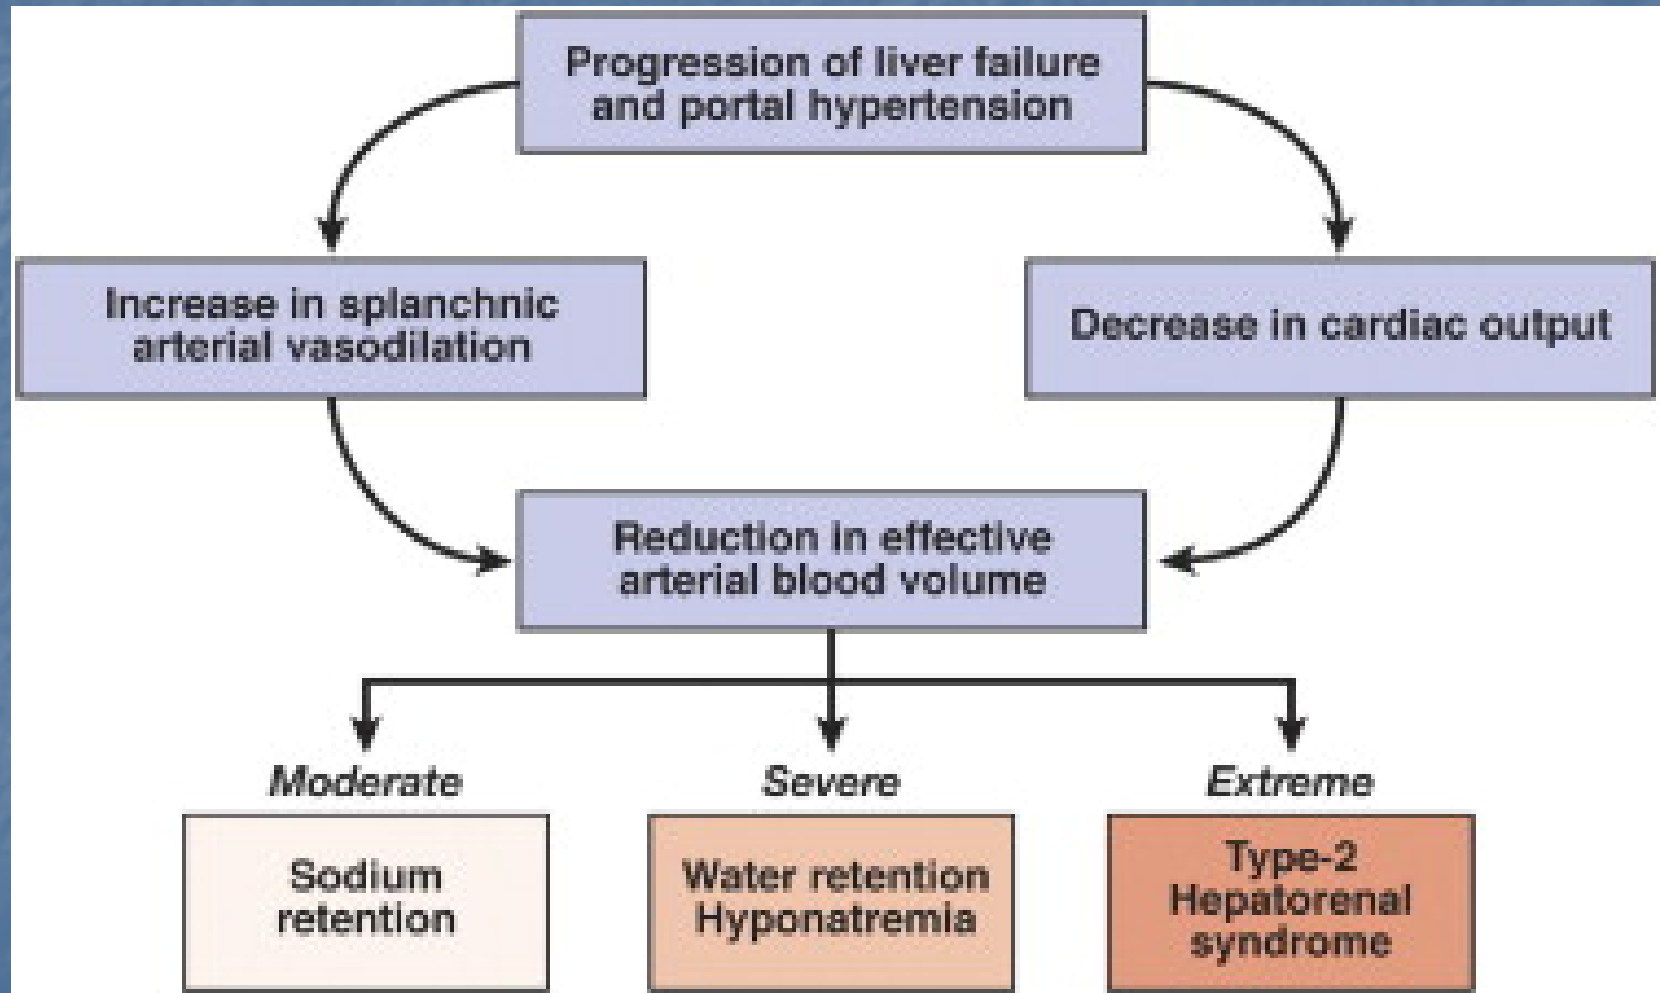 Progression of liver failure
and portal hypertension
Increase in splanchnic
arterial vasodilation
Decrease in cardiac output
Reduction in effective
arterial blood volume
Moderate
Severe
Extreme
Sodium
retention
Water retention
Hyponatremia
Type-2
Hepatorenal
syndrome